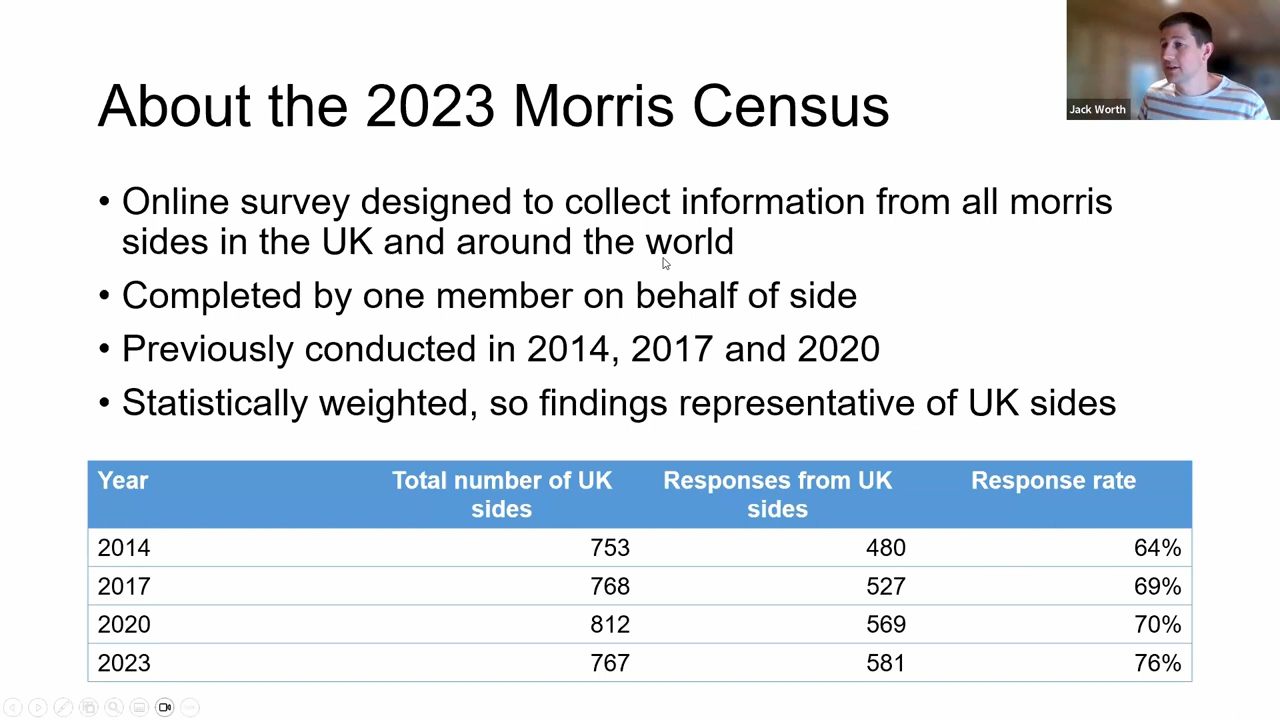 About the 2023 Morris Census
Jack Worth
• Online survey designed to collect information from all morris
sides in the UK and around the world
• Completed by one member on behalf of side
• Previously conducted in 2014, 2017 and 2020
• Statistically weighted, so findings representative of UK sides
Year Total number of UK sides Responses from UK sides Response rate
2014 753 480 64%
2017 768 527 69%
2020 812 569 70%
2023 767 581 76%